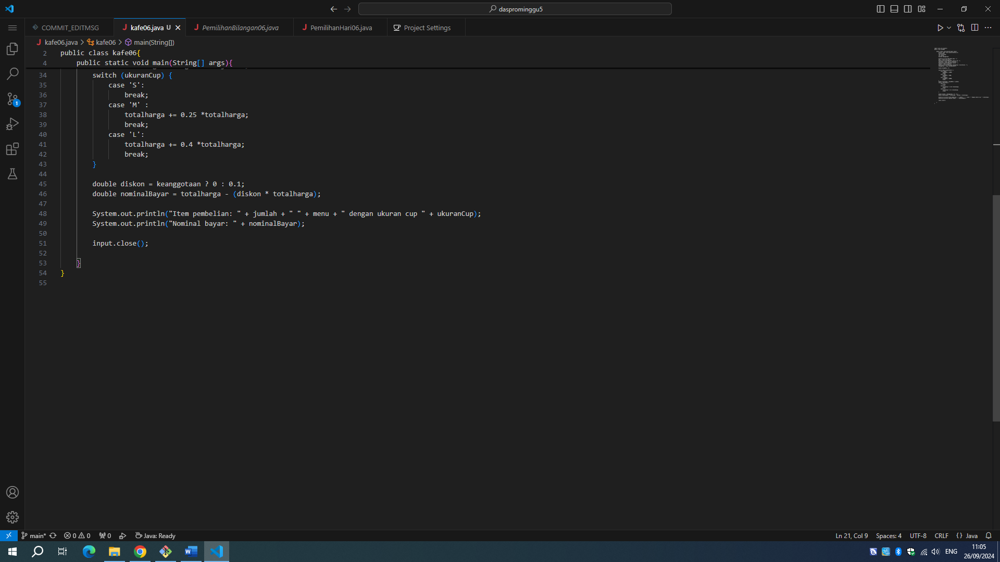 dasprominggu5
COMMIT_EDITMSG
kafe06.java U
PemilihanBilangan06.java
PemilihanHari06.java
Project Settings
kafe06.java > kafe06 > main(String[])
2 public class kafe06{
4 public static void main(String[] args){
34 switch (ukuranCup) {
35 case 'S':
36 break;
37 case 'M' :
38 totalharga += 0.25 *totalharga;
39 break;
40 case 'L':
41 totalharga += 0.4 *totalharga;
42 break;
43 }
44
45 double diskon = keanggotaan ? 0 : 0.1;
46 double nominalBayar = totalharga - (diskon * totalharga);
47
48 System.out.println("Item pembelian: " + jumlah + " " + menu + " dengan ukuran cup " + ukuranCup);
49 System.out.println("Nominal bayar: " + nominalBayar);
50
51 input.close();
52
53 }
54 }
55
1
main* 0 0 0 Java: Ready
Ln 21, Col 9 Spaces: 4 UTF-8 CRLF {} Java
ENG
11:05
26/09/2024